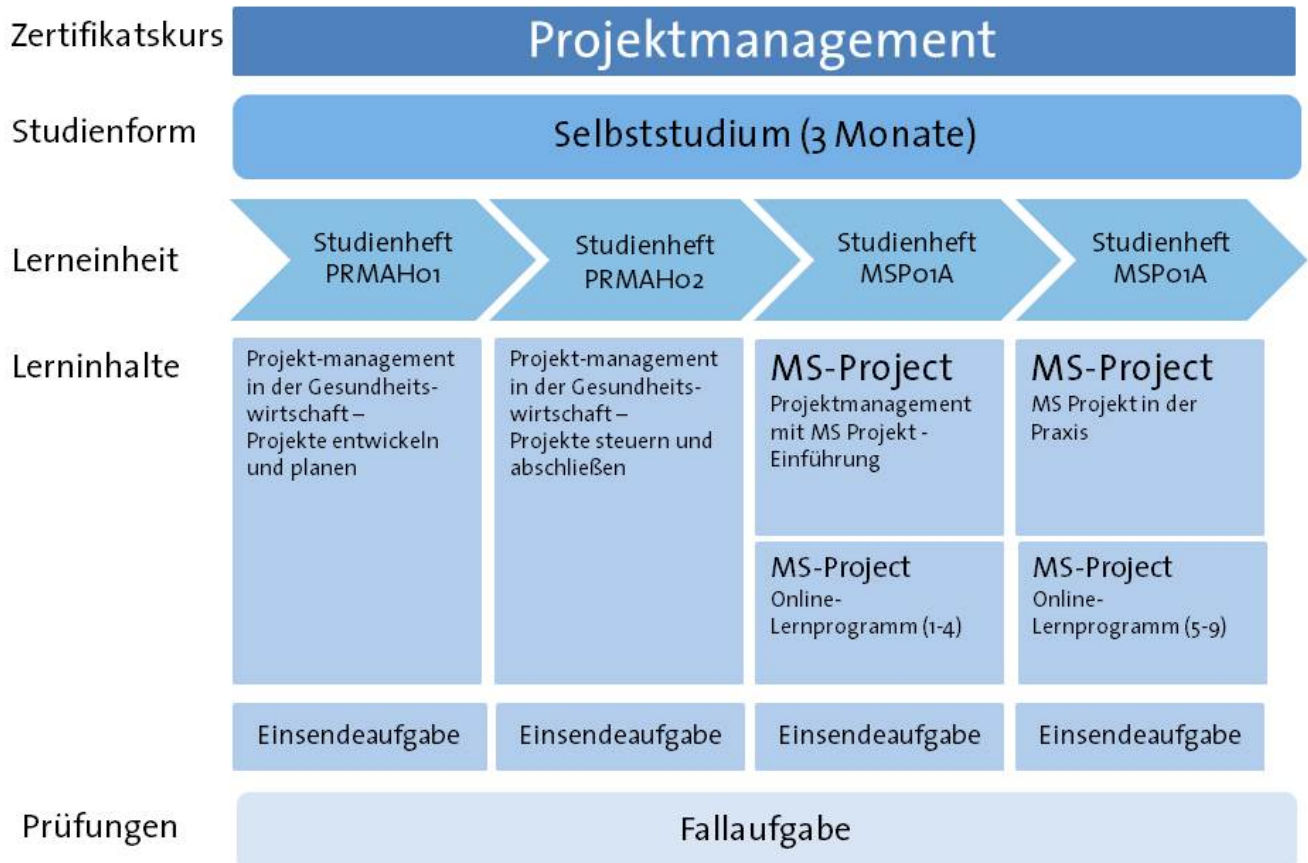 Zertifikatskurs
Projektmanagement
Studienform
Selbststudium (3 Monate)
Lerneinheit
Studienheft
PRMAH01
Studienheft
PRMAH02
Studienheft
MSP01A
Studienheft
MSP01A
Lerninhalte
Projekt-management
in der Gesundheits-
wirtschaft –
Projekte entwickeln
und planen
Projekt-management
in der Gesundheits-
wirtschaft –
Projekte steuern und
abschließen
MS-Project
Projektmanagement
mit MS Projekt -
Einführung
MS-Project
MS Projekt in der
Praxis
MS-Project
Online-
Lernprogramm (1-4)
MS-Project
Online-
Lernprogramm (5-9)
Einsendeaufgabe
Einsendeaufgabe
Einsendeaufgabe
Einsendeaufgabe
Prüfungen
Fallaufgabe